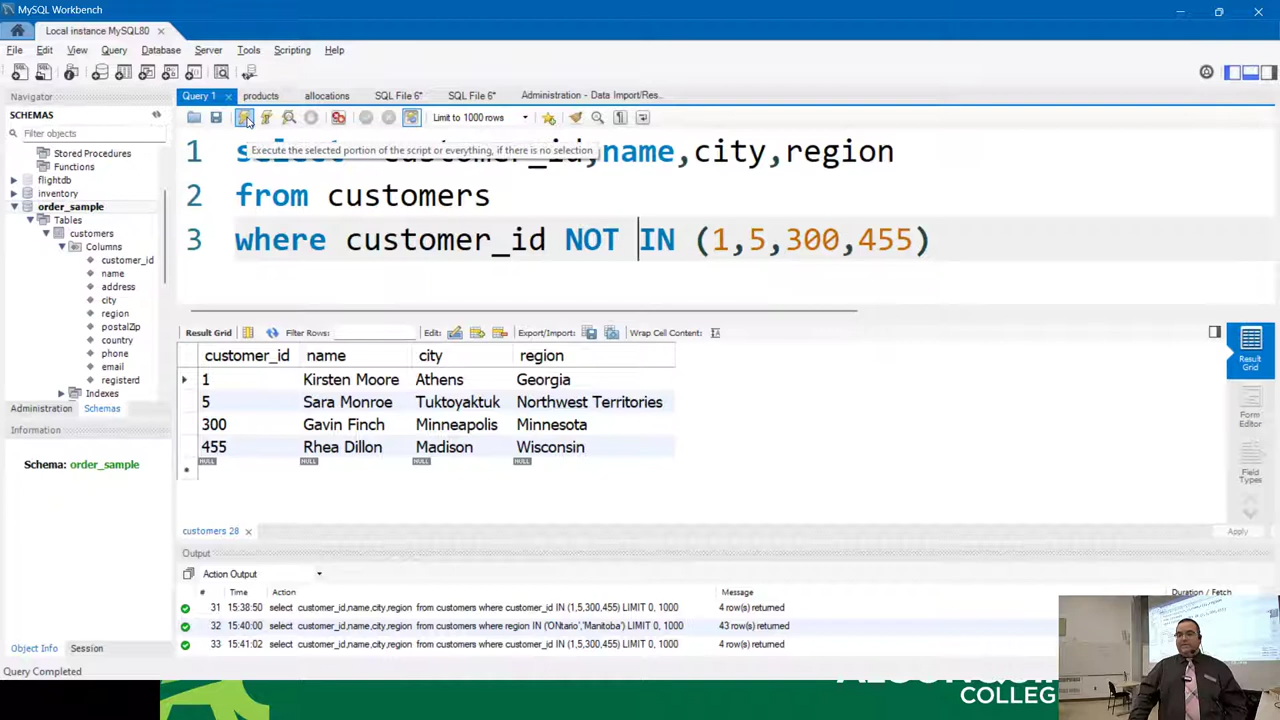 MySQL Workbench
Local instance MySQL80
File Edit View Query Database Server Tools Scripting Help
Navigator
Query 1 products allocations SQL File 6* SQL File 6* Administration - Data Import/Res...
SCHEMAS
Limit to 1000 rows
Filter objects
Execute the selected portion of the script or everything, if there is no selection
1 select customer_id,name,city,region
2 from customers
3 where customer_id NOT IN (1,5,300,455)
Stored Procedures
Functions
flightdb
inventory
order_sample
Tables
customers
Columns
customer_id
name
address
city
region
postalZip
country
phone
email
registerd
Indexes
Administration Schemas
Information
Schema: order_sample
Result Grid Filter Rows: Edit: Export/Import: Wrap Cell Content:
customer_id name city region
1 Kirsten Moore Athens Georgia
5 Sara Monroe Tuktoyaktuk Northwest Territories
300 Gavin Finch Minneapolis Minnesota
455 Rhea Dillon Madison Wisconsin
NULL NULL NULL NULL
Result
Grid
Form
Editor
Field
Types
customers 28
Apply
Output
Action Output
# Time Action Message Duration / Fetch
31 15:38:50 select customer_id,name,city,region from customers where customer_id IN (1,5,300,455) LIMIT 0, 1000 4 row(s) returned
32 15:40:00 select customer_id,name,city,region from customers where region IN ('ONtario','Manitoba') LIMIT 0, 1000 43 row(s) returned
33 15:41:02 select customer_id,name,city,region from customers where customer_id IN (1,5,300,455) LIMIT 0, 1000 4 row(s) returned
Object Info Session
Query Completed
COLLEG